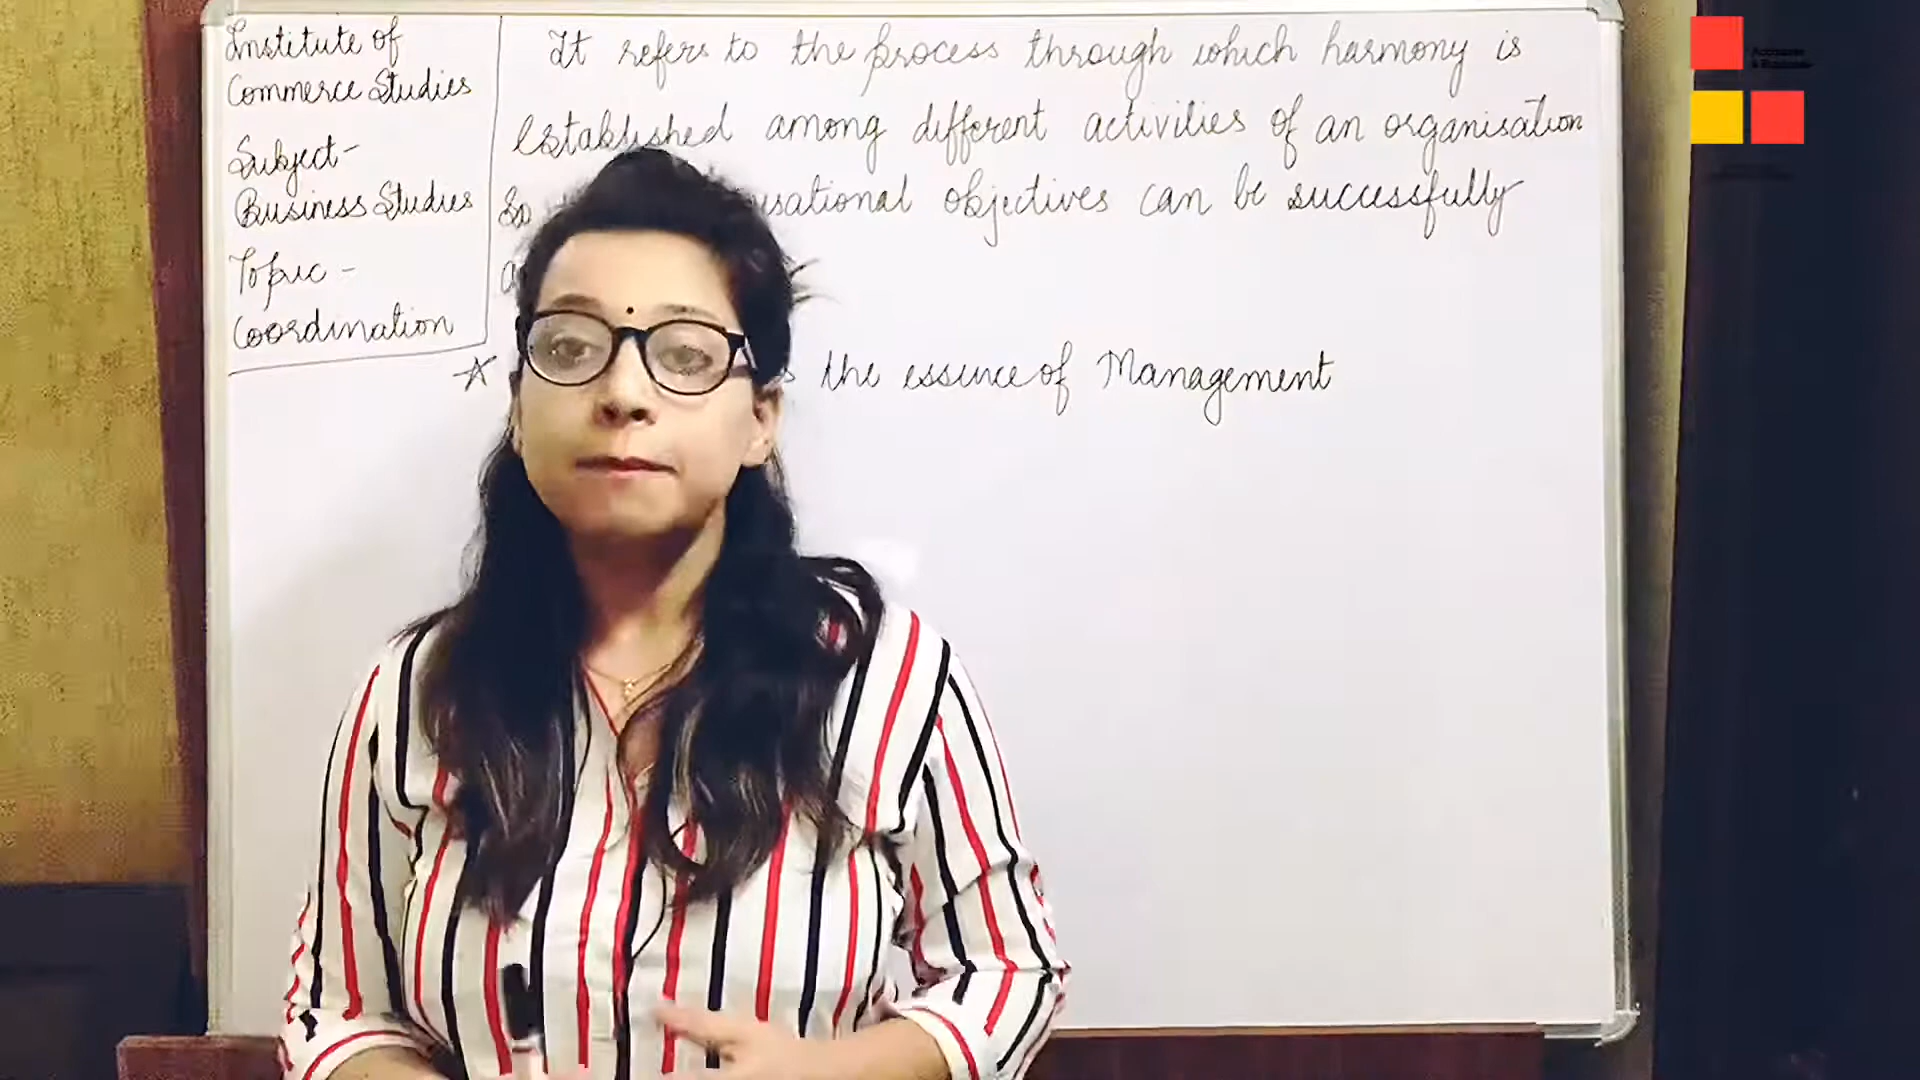 Institute of
Commerce Studies
Subject-
Business Studies
Topic -
Coordination
It refers to the process through which harmony is
Established among different activities of an organisation
So objectives can be successfully
the essence of Management